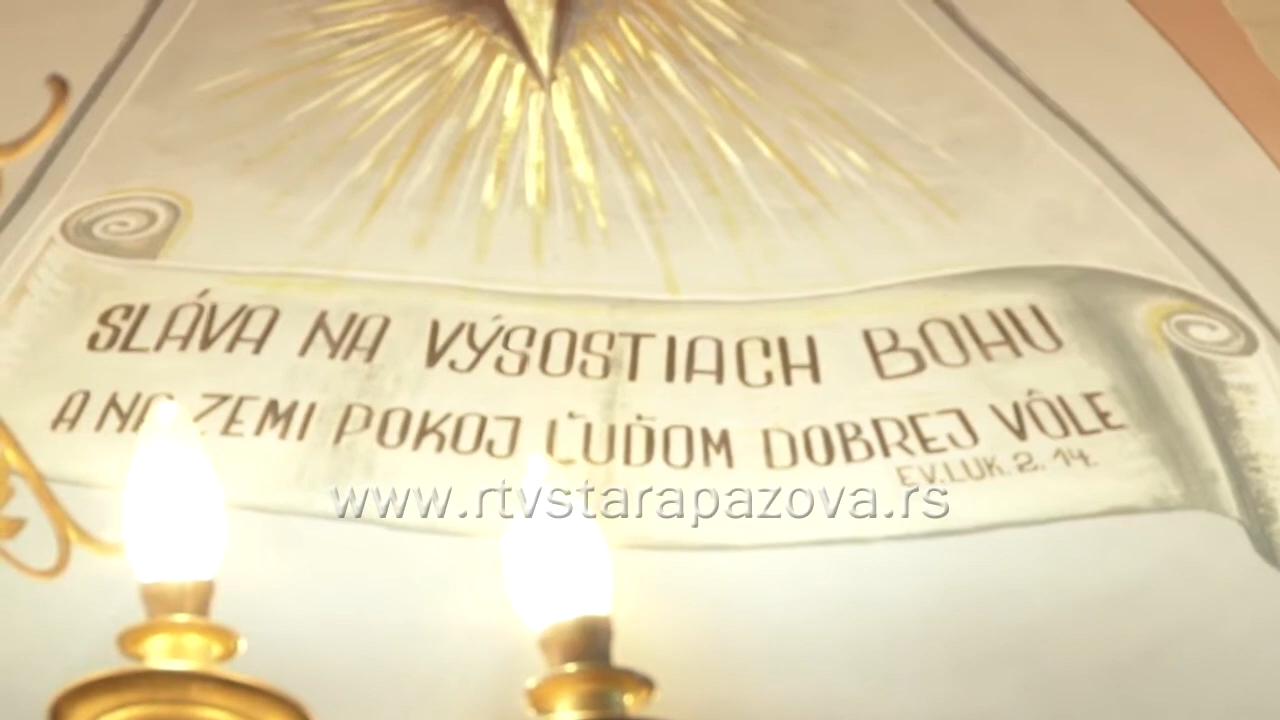 SLÁVA NA VÝSOSTIACH BOHU
A NA ZEMI POKOJ ĽUĎOM DOBREJ VÔLE
EV. LUK. 2. 14.
www.rtvstarapazova.rs